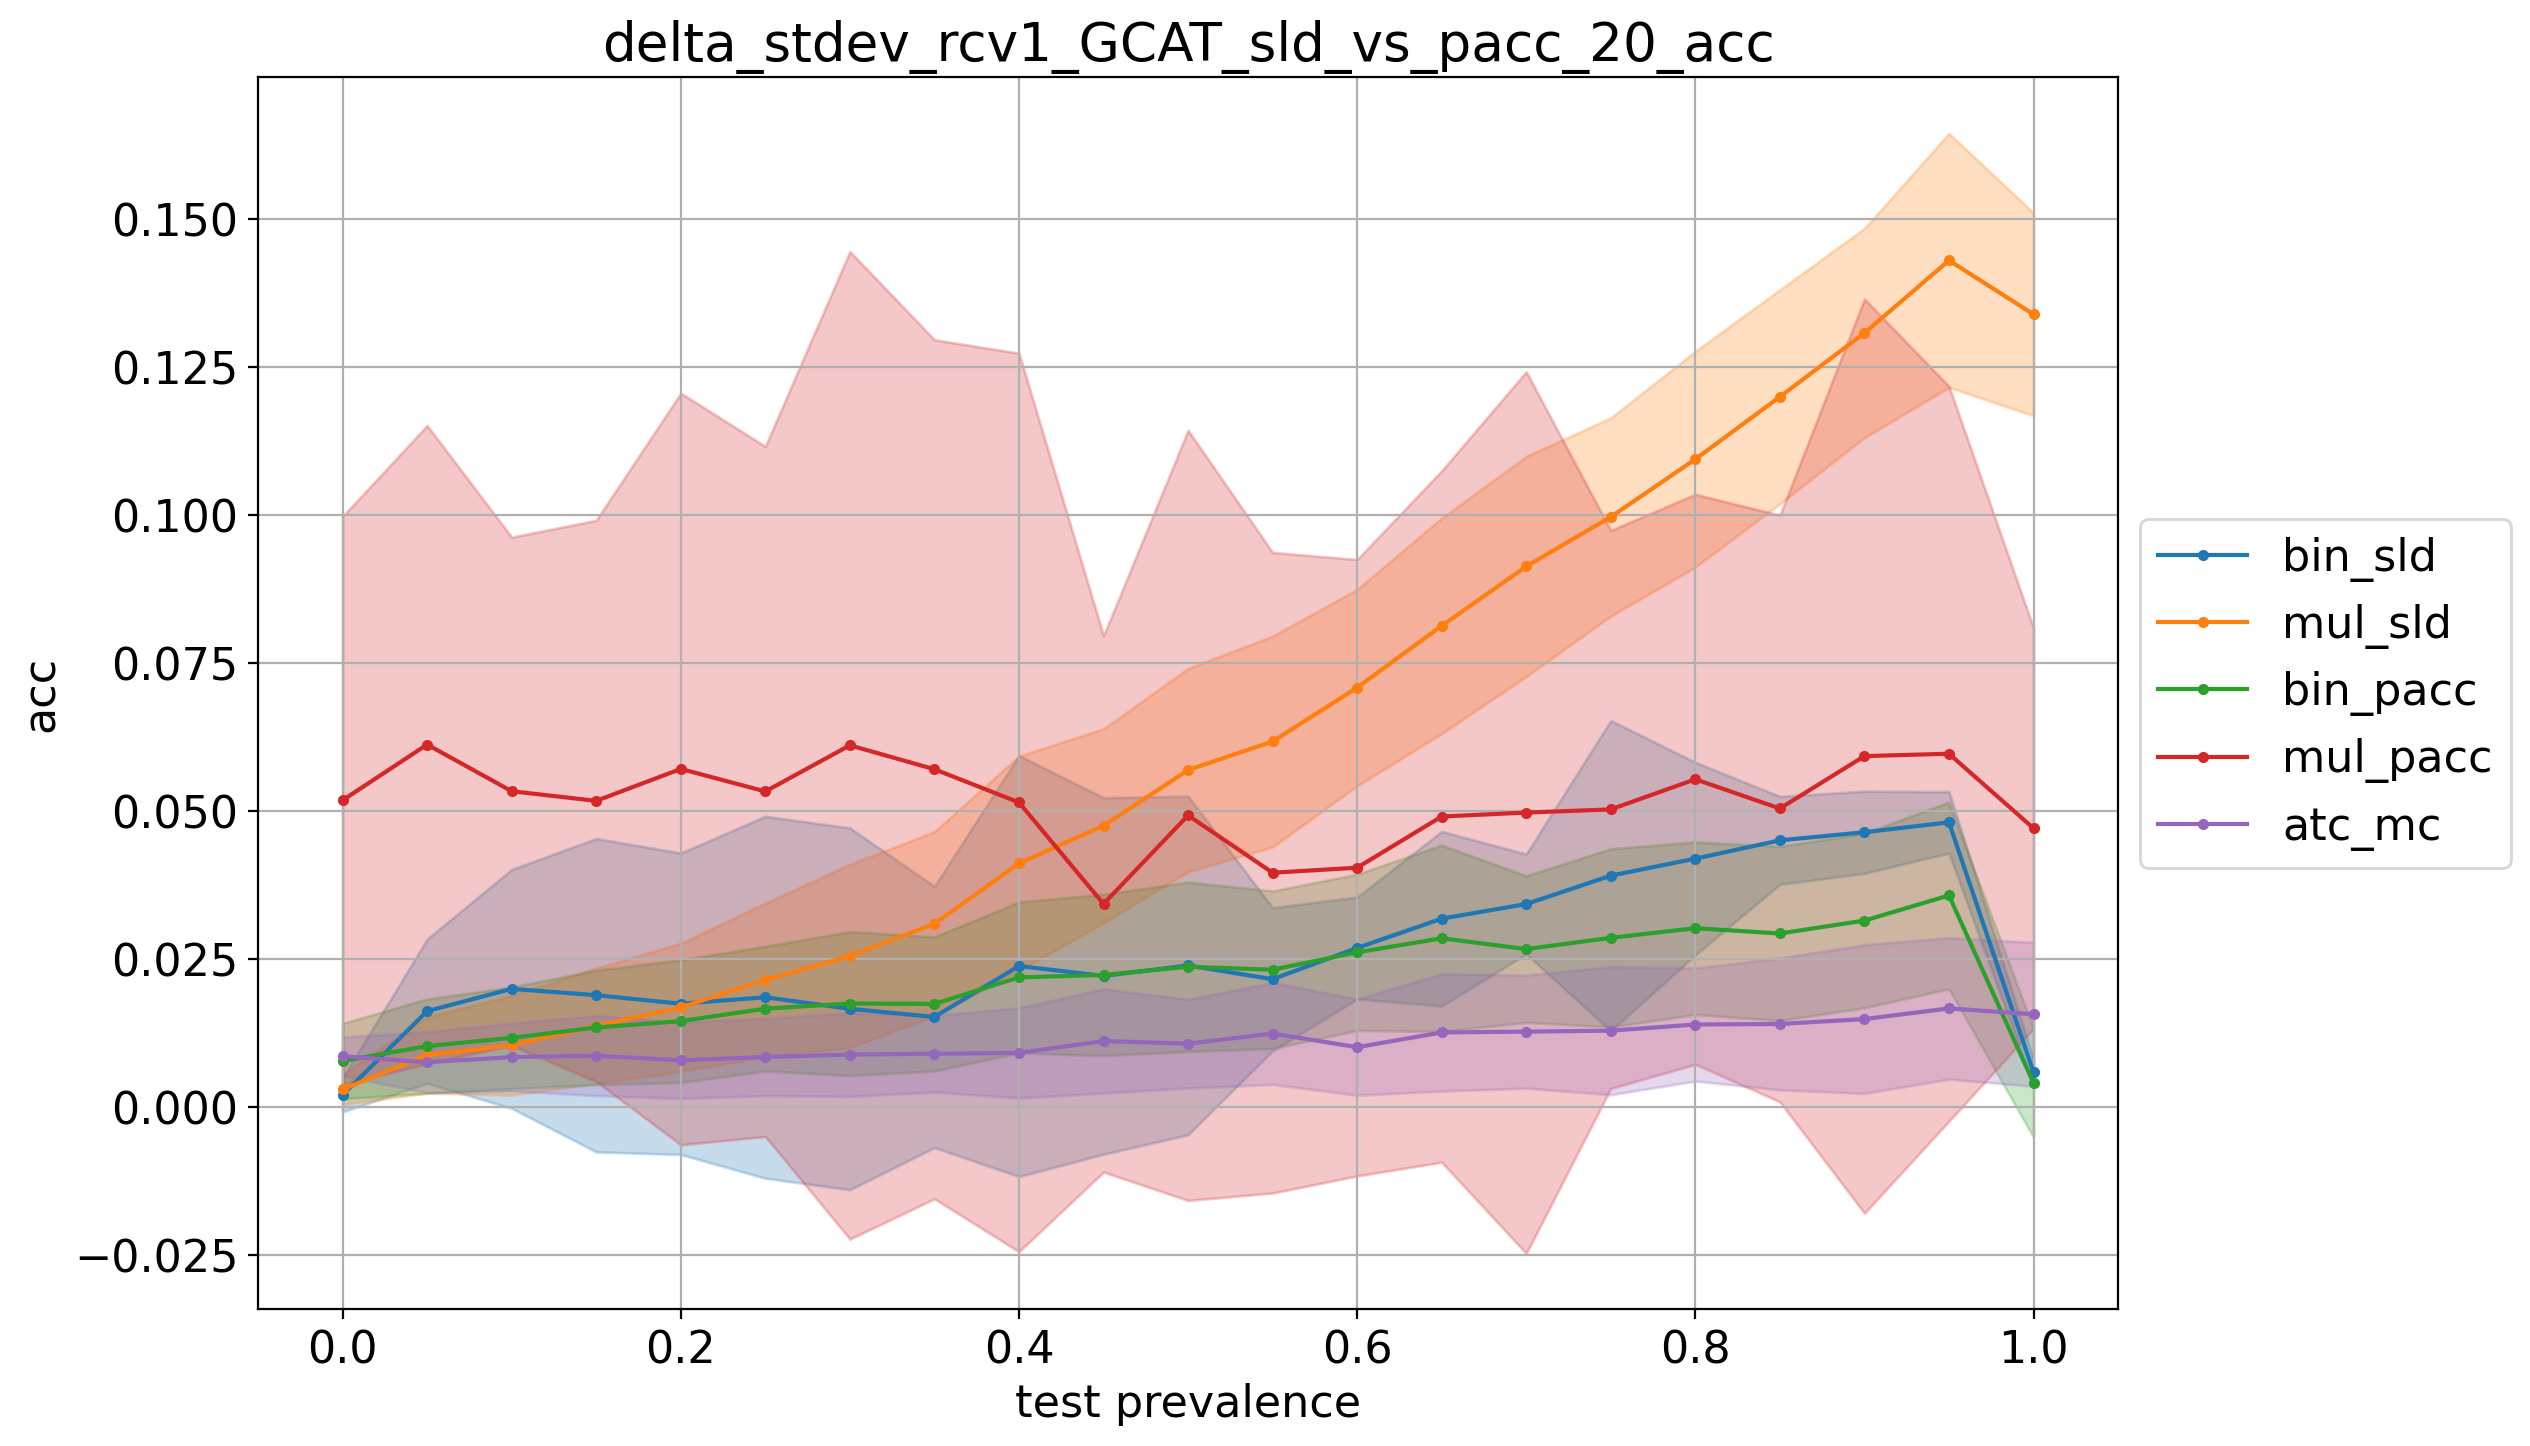 delta_stdev_rcv1_GCAT_sld_vs_pacc_20_acc
0.150
0.125
0.100
0.075
0.050
0.025
0.000
−0.025
acc
0.0 0.2 0.4 0.6 0.8 1.0
test prevalence
bin_sld
mul_sld
bin_pacc
mul_pacc
atc_mc